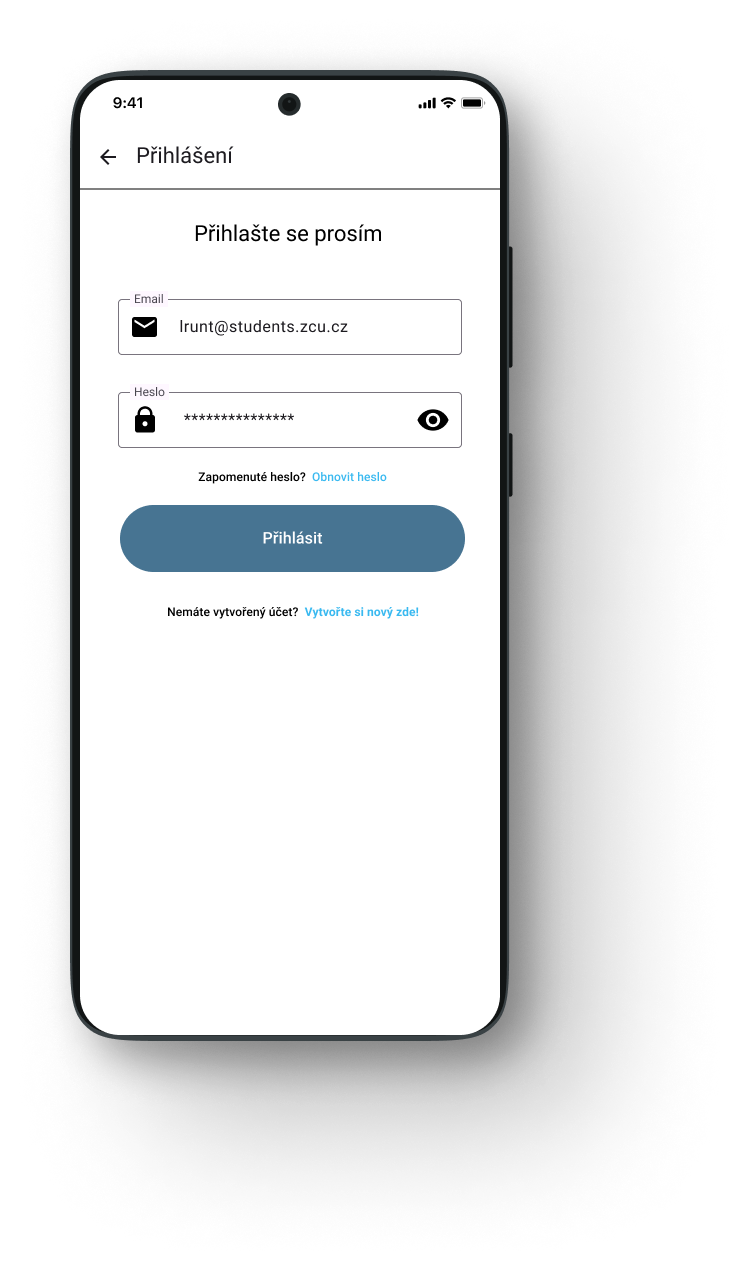 9:41
Přihlášení
Přihlašte se prosím
Email
lrunt@students.zcu.cz
Heslo
***************
Zapomenuté heslo? Obnovit heslo
Přihlásit
Nemáte vytvořený účet? Vytvořte si nový zde!